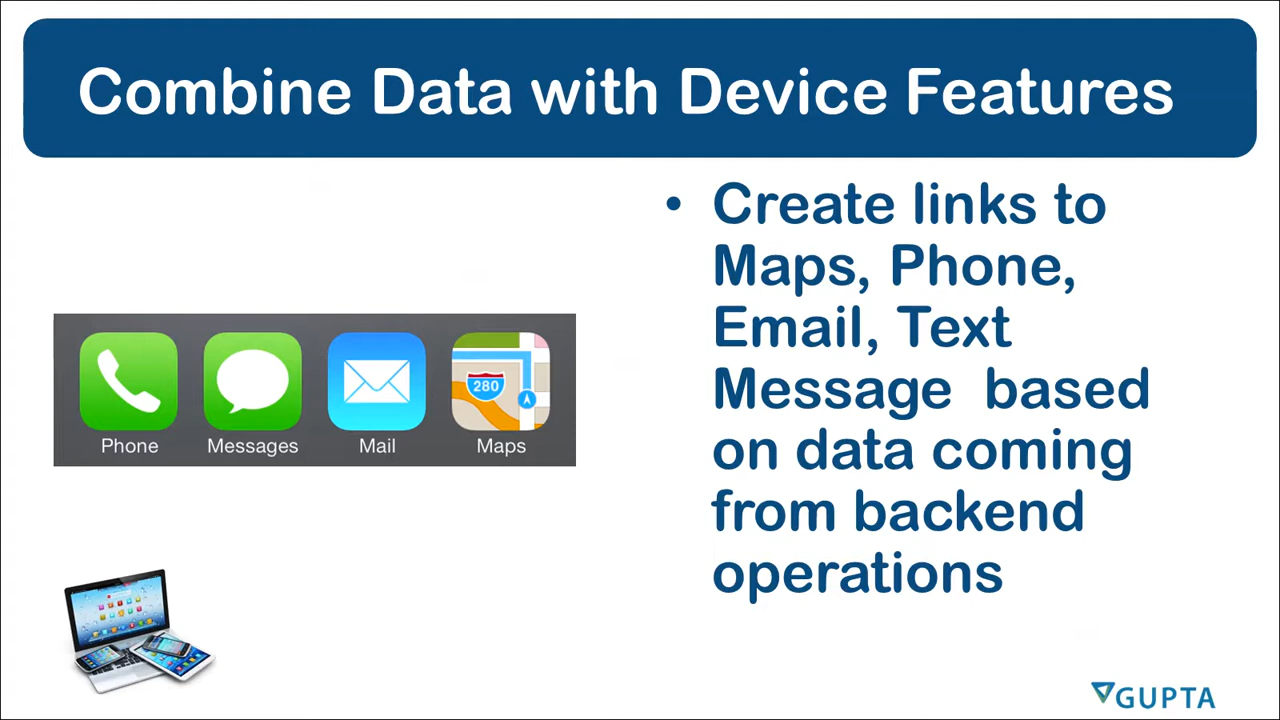 Combine Data with Device Features
• Create links to
Maps, Phone,
Email, Text
Message based
on data coming
from backend
operations
280
Phone Messages Mail Maps
GUPTA